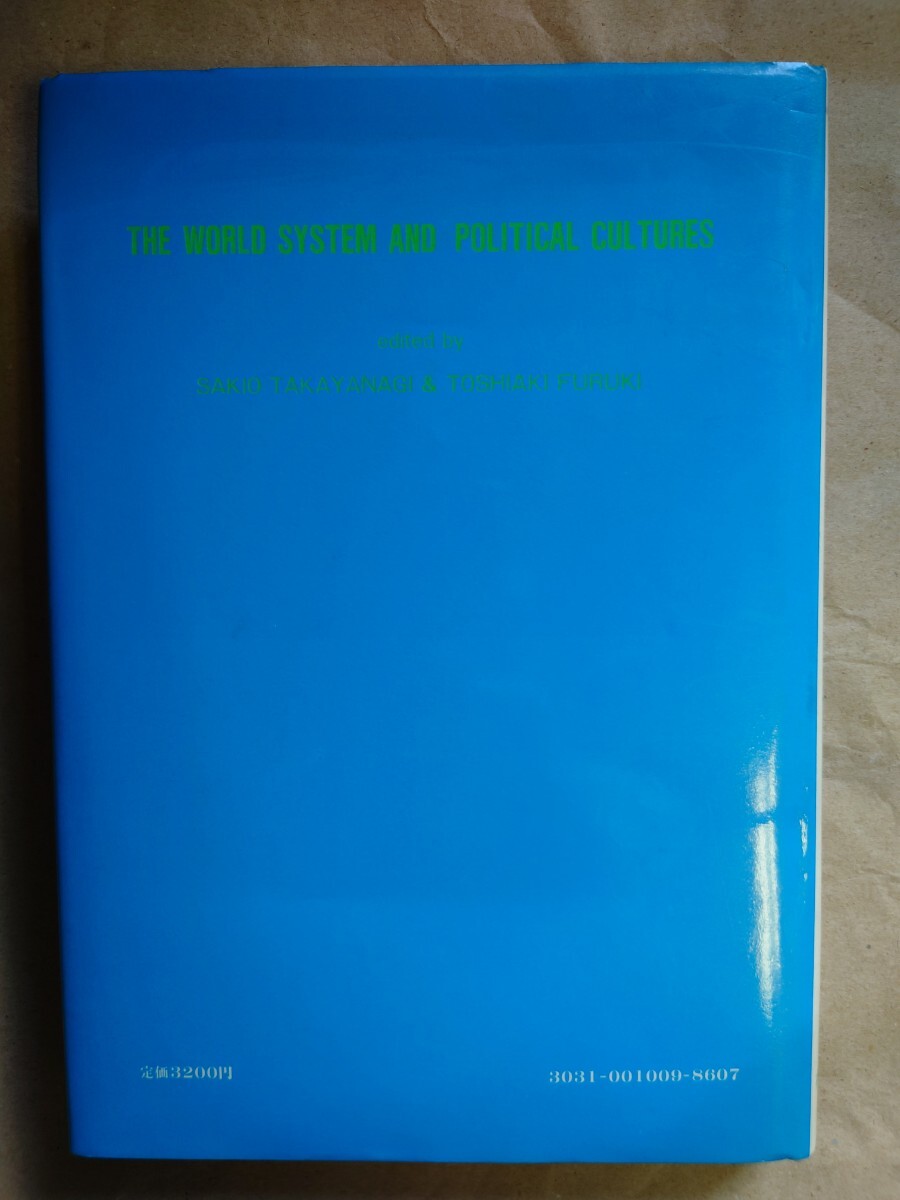 THE WORLD SYSTEM AND POLITICAL CULTURES
edited by
SAKIO TAKAYANAGI & TOSHIAKI FURUKI
定価3200円
3031-001009-8607